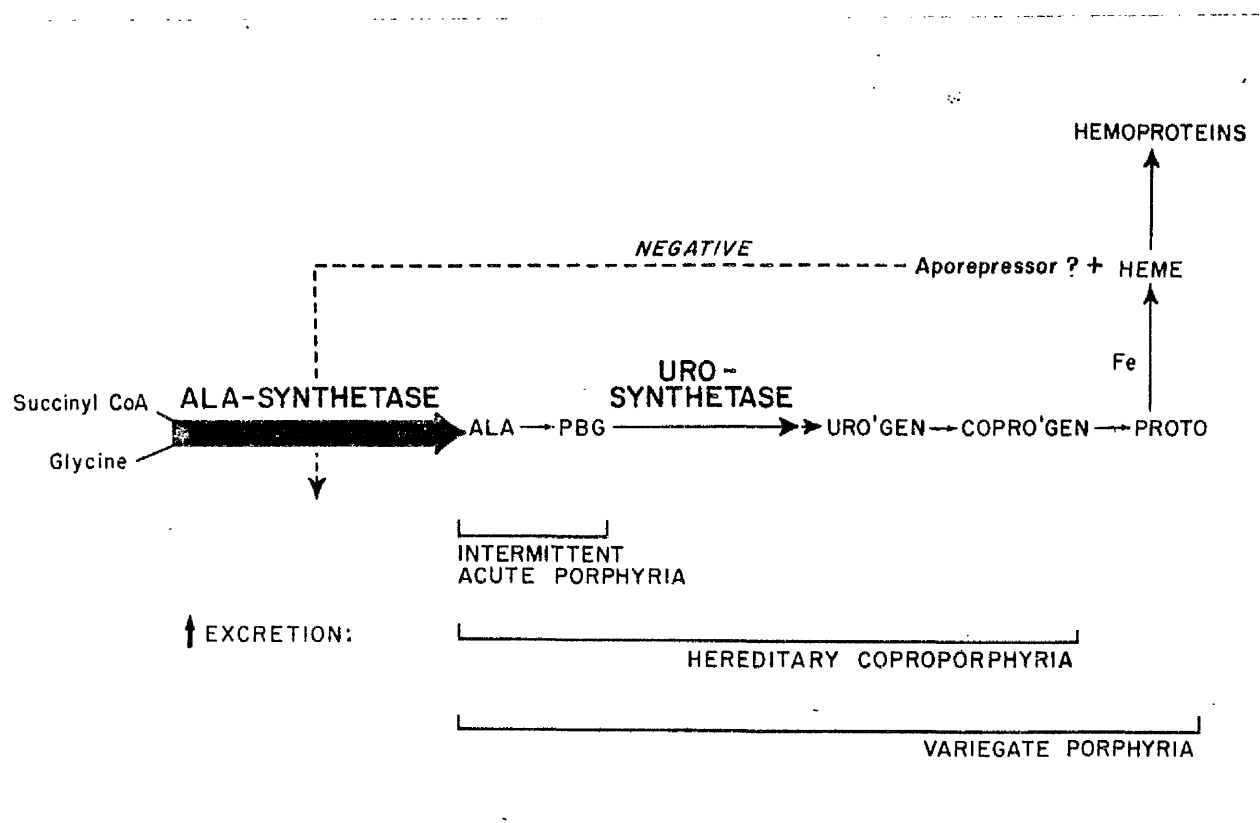 HEMOPROTEINS
NEGATIVE
Aporepressor ? + HEME
Fe
URO-
SYNTHETASE
ALA-SYNTHETASE
Succinyl CoA
Glycine
ALA → PBG → URO'GEN → COPRO'GEN → PROTO
INTERMITTENT
ACUTE PORPHYRIA
↑ EXCRETION:
HEREDITARY COPROPORPHYRIA
VARIEGATE PORPHYRIA